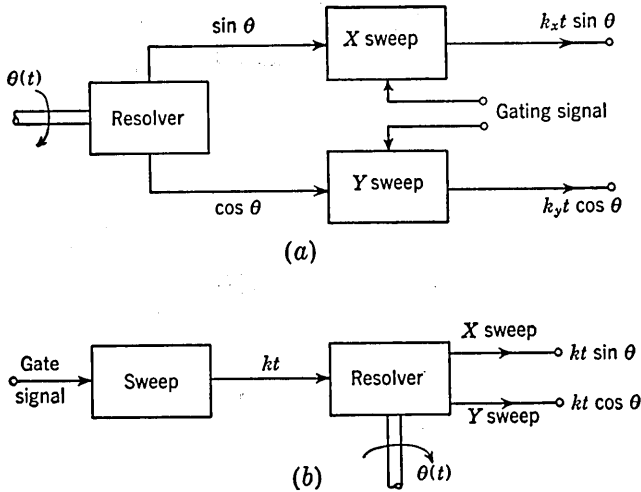 sin θ
X sweep
kₓt sin θ
θ(t)
Resolver
Gating signal
Y sweep
cos θ
k_y t cos θ
(a)
X sweep
Gate
signal
Sweep
kt
Resolver
kt sin θ
kt cos θ
Y sweep
θ(t)
(b)